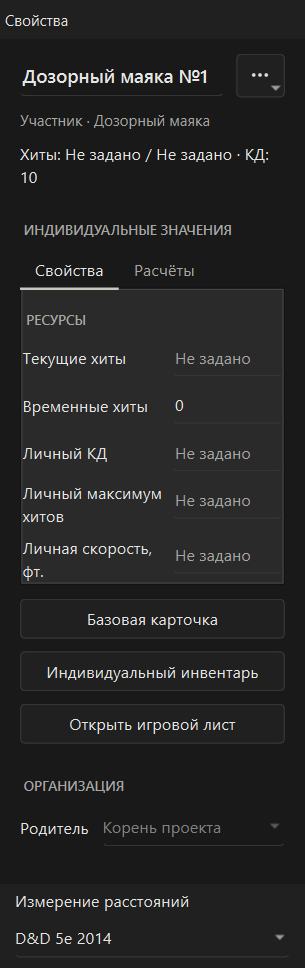 Свойства
Дозорный маяка №1
Участник · Дозорный маяка
Хиты: Не задано / Не задано · КД:
10
ИНДИВИДУАЛЬНЫЕ ЗНАЧЕНИЯ
Свойства Расчёты
РЕСУРСЫ
Текущие хиты Не задано
Временные хиты 0
Личный КД Не задано
Личный максимум
хитов Не задано
Личная скорость,
фт. Не задано
Базовая карточка
Индивидуальный инвентарь
Открыть игровой лист
ОРГАНИЗАЦИЯ
Родитель Корень проекта
Измерение расстояний
D&D 5e 2014